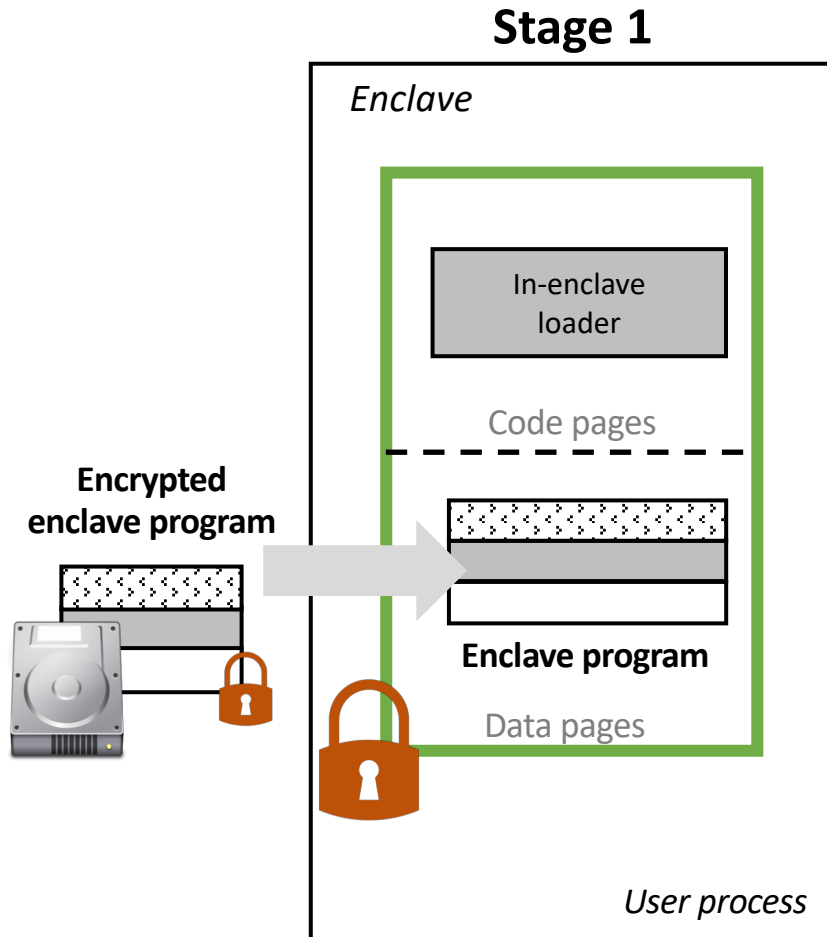 Stage 1
Enclave
In-enclave
loader
Code pages
Encrypted
enclave program
Enclave program
Data pages
User process